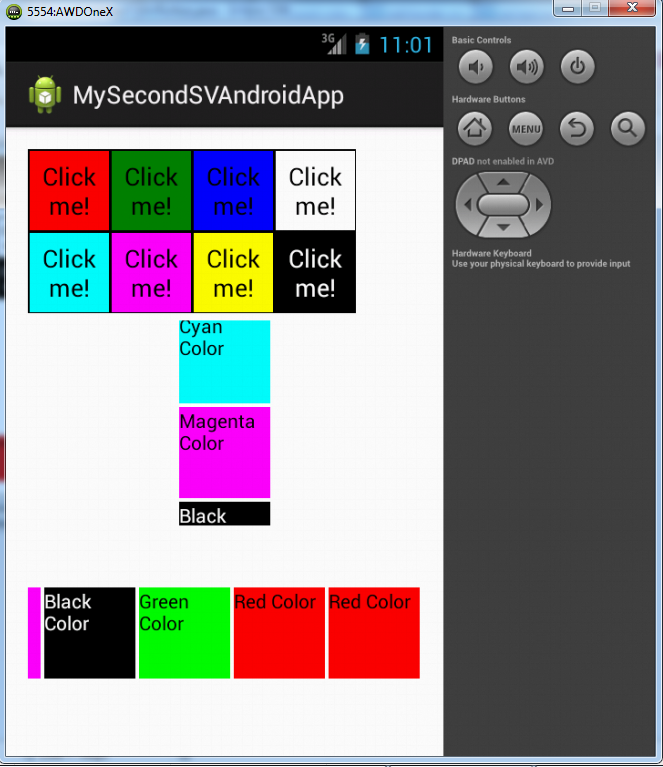 5554:AWDOneX
3G 11:01
MySecondSVAndroidApp
Click me! Click me! Click me! Click me!
Click me! Click me! Click me! Click me!
Cyan
Color
Magenta
Color
Black
Black Color Green Color Red Color Red Color
Basic Controls
Hardware Buttons
MENU
DPAD not enabled in AVD
Hardware Keyboard
Use your physical keyboard to provide input